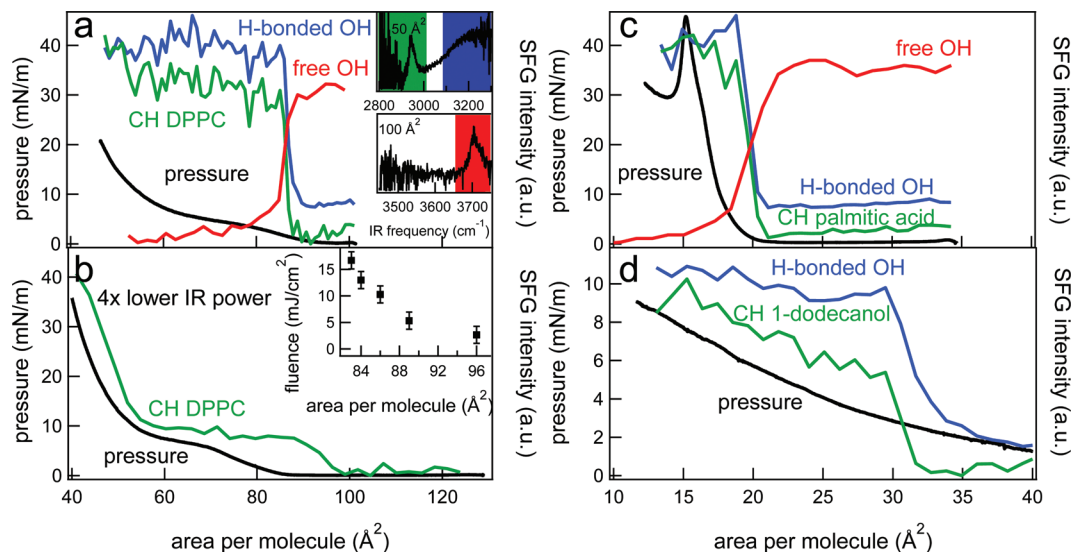 a
pressure (mN/m)
40
30
20
10
0
H-bonded OH
free OH
CH DPPC
pressure
50 Å2
2800 3000 3200
100 Å2
3500 3600 3700
IR frequency (cm-1)
SFG intensity (a.u.)
b
pressure (mN/m)
40
30
20
10
0
4x lower IR power
CH DPPC
pressure
fluence (mJ/cm2)
15
10
5
0
84 88 92 96
area per molecule (Å2)
SFG intensity (a.u.)
40 60 80 100 120
area per molecule (Å2)
c
pressure (mN/m)
40
30
20
10
0
free OH
pressure
H-bonded OH
CH palmitic acid
SFG intensity (a.u.)
d
pressure (mN/m)
10
8
6
4
2
0
H-bonded OH
CH 1-dodecanol
pressure
SFG intensity (a.u.)
10 15 20 25 30 35 40
area per molecule (Å2)